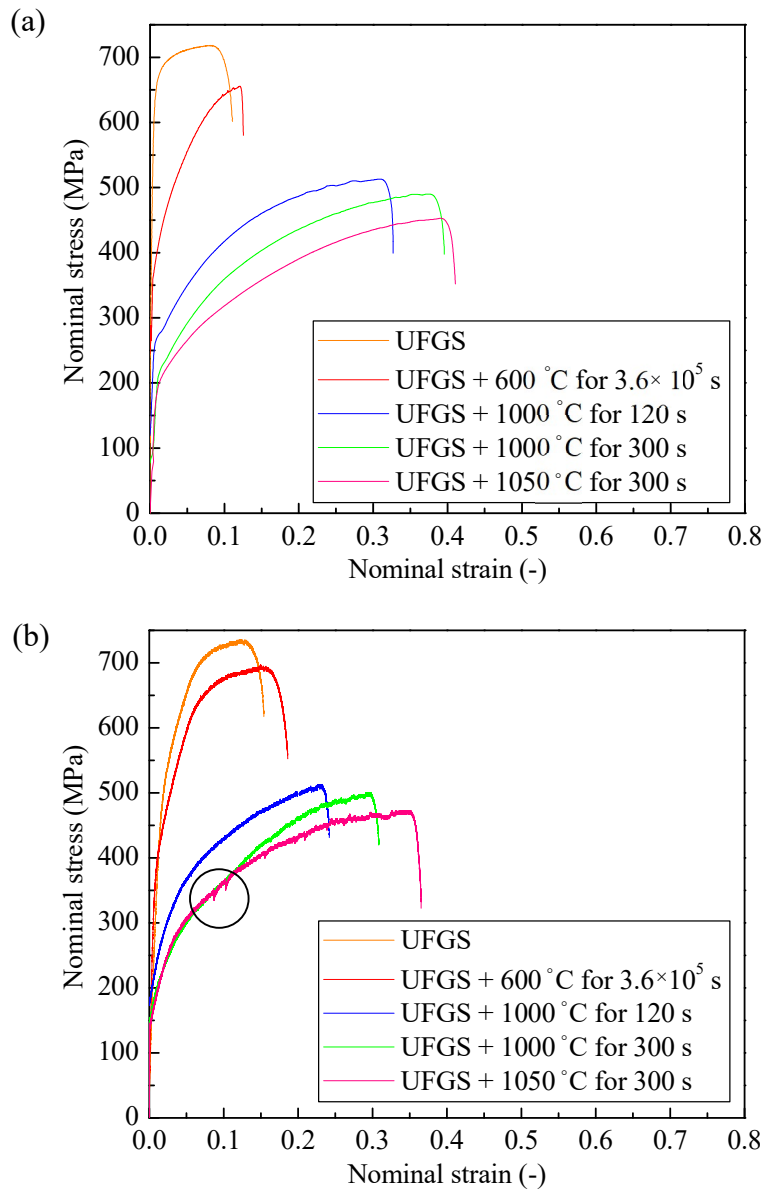 (a)
Nominal stress (MPa)
700
600
500
400
300
200
100
0
UFGS
UFGS + 600 °C for 3.6× 10⁵ s
UFGS + 1000 °C for 120 s
UFGS + 1000 °C for 300 s
UFGS + 1050 °C for 300 s
0.0 0.1 0.2 0.3 0.4 0.5 0.6 0.7 0.8
Nominal strain (-)
(b)
Nominal stress (MPa)
700
600
500
400
300
200
100
0
UFGS
UFGS + 600 °C for 3.6×10⁵ s
UFGS + 1000 °C for 120 s
UFGS + 1000 °C for 300 s
UFGS + 1050 °C for 300 s
0.0 0.1 0.2 0.3 0.4 0.5 0.6 0.7 0.8
Nominal strain (-)